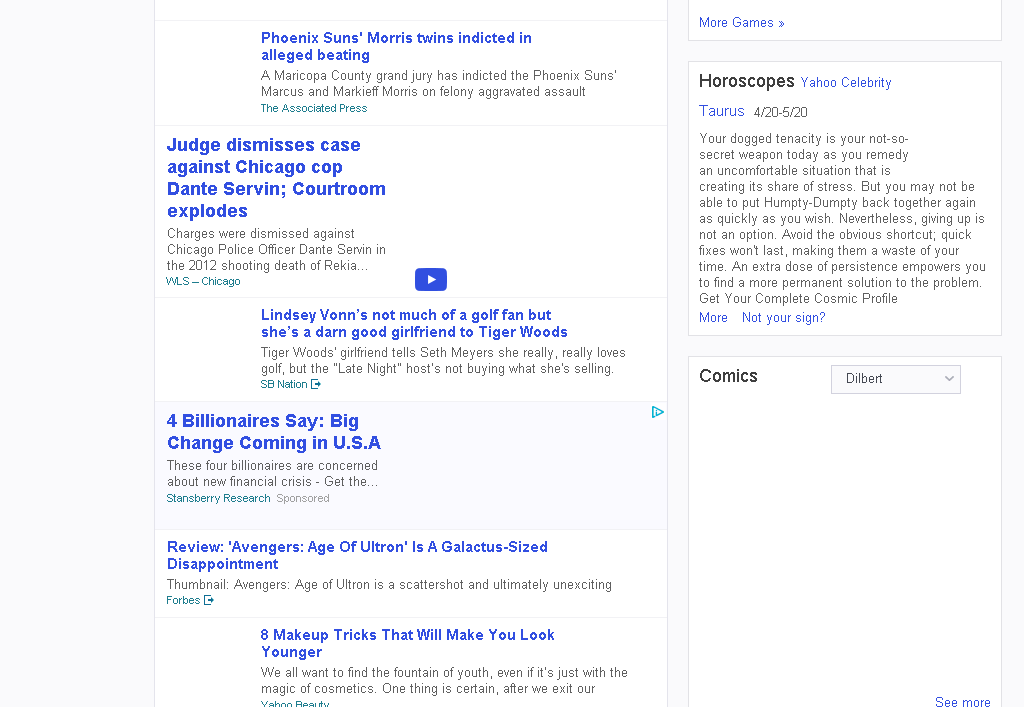 Phoenix Suns' Morris twins indicted in
alleged beating
A Maricopa County grand jury has indicted the Phoenix Suns'
Marcus and Markieff Morris on felony aggravated assault
The Associated Press
Judge dismisses case
against Chicago cop
Dante Servin; Courtroom
explodes
Charges were dismissed against
Chicago Police Officer Dante Servin in
the 2012 shooting death of Rekia...
WLS – Chicago
Lindsey Vonn's not much of a golf fan but
she's a darn good girlfriend to Tiger Woods
Tiger Woods' girlfriend tells Seth Meyers she really, really loves
golf, but the "Late Night" host's not buying what she's selling.
SB Nation
4 Billionaires Say: Big
Change Coming in U.S.A
These four billionaires are concerned
about new financial crisis - Get the...
Stansberry Research Sponsored
Review: 'Avengers: Age Of Ultron' Is A Galactus-Sized
Disappointment
Thumbnail: Avengers: Age of Ultron is a scattershot and ultimately unexciting
Forbes
8 Makeup Tricks That Will Make You Look
Younger
We all want to find the fountain of youth, even if it's just with the
magic of cosmetics. One thing is certain, after we exit our
Yahoo Beauty
More Games »
Horoscopes Yahoo Celebrity
Taurus 4/20-5/20
Your dogged tenacity is your not-so-
secret weapon today as you remedy
an uncomfortable situation that is
creating its share of stress. But you may not be
able to put Humpty-Dumpty back together again
as quickly as you wish. Nevertheless, giving up is
not an option. Avoid the obvious shortcut; quick
fixes won't last, making them a waste of your
time. An extra dose of persistence empowers you
to find a more permanent solution to the problem.
Get Your Complete Cosmic Profile
More Not your sign?
Comics Dilbert
See more